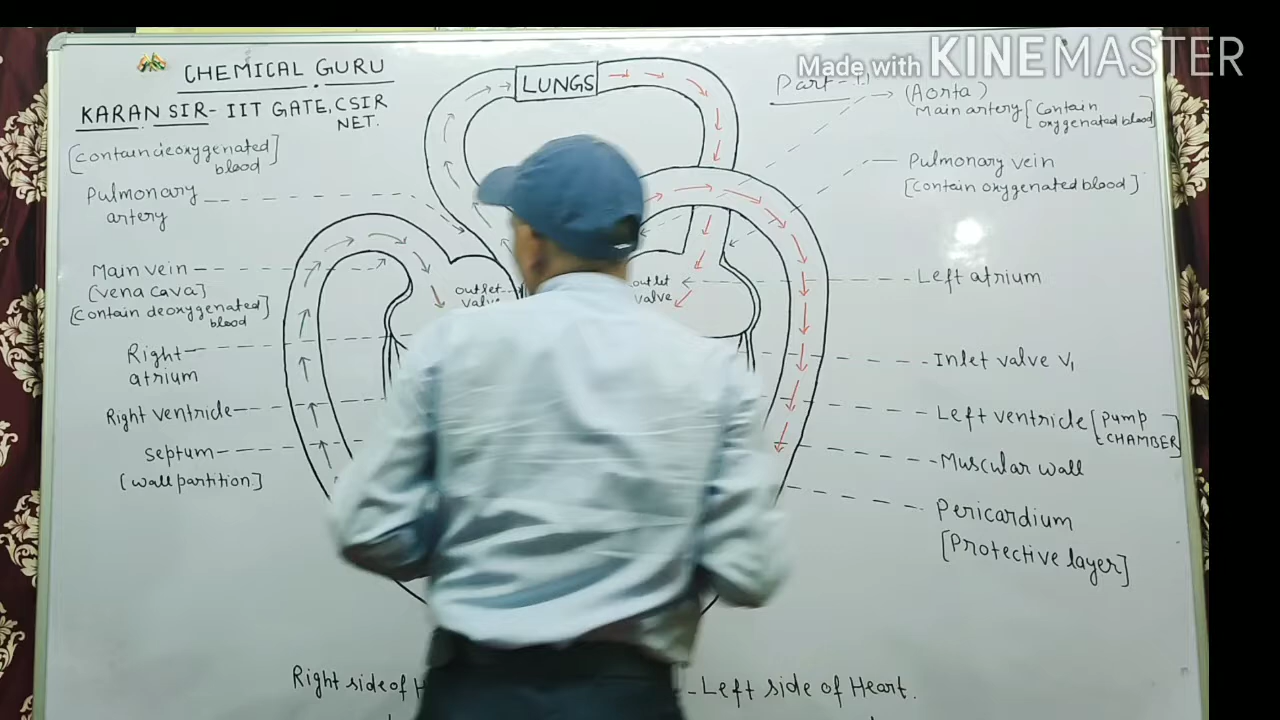 Made with KINEMASTER
CHEMICAL GURU
KARAN SIR- IIT GATE, CSIR
NET.
[contain deoxygenated
blood]
Pulmonary
artery
Main vein
[vena cava]
[contain deoxygenated
blood]
Right
atrium
Right ventricle
septum
[wall partition]
LUNGS
outlet
valve
outlet
valve
Part-
(Aorta)
Main artery [contain
oxygenated blood]
Pulmonary vein
[contain oxygenated blood]
Left atrium
Inlet valve V1
Left ventricle [pump
CHAMBER]
Muscular wall
Pericardium
[Protective layer]
Right side of
Left side of Heart.